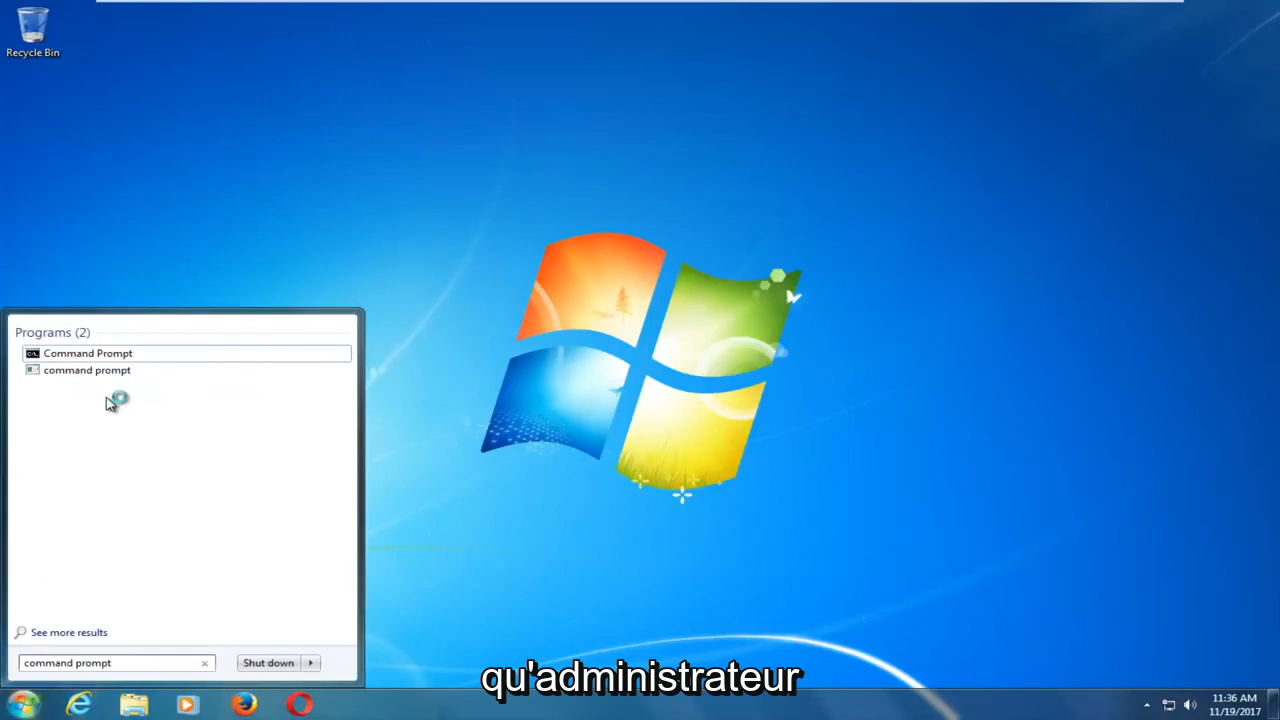 Recycle Bin
Programs (2)
Command Prompt
command prompt
See more results
command prompt
Shut down
qu'administrateur
11:36 AM
11/19/2017